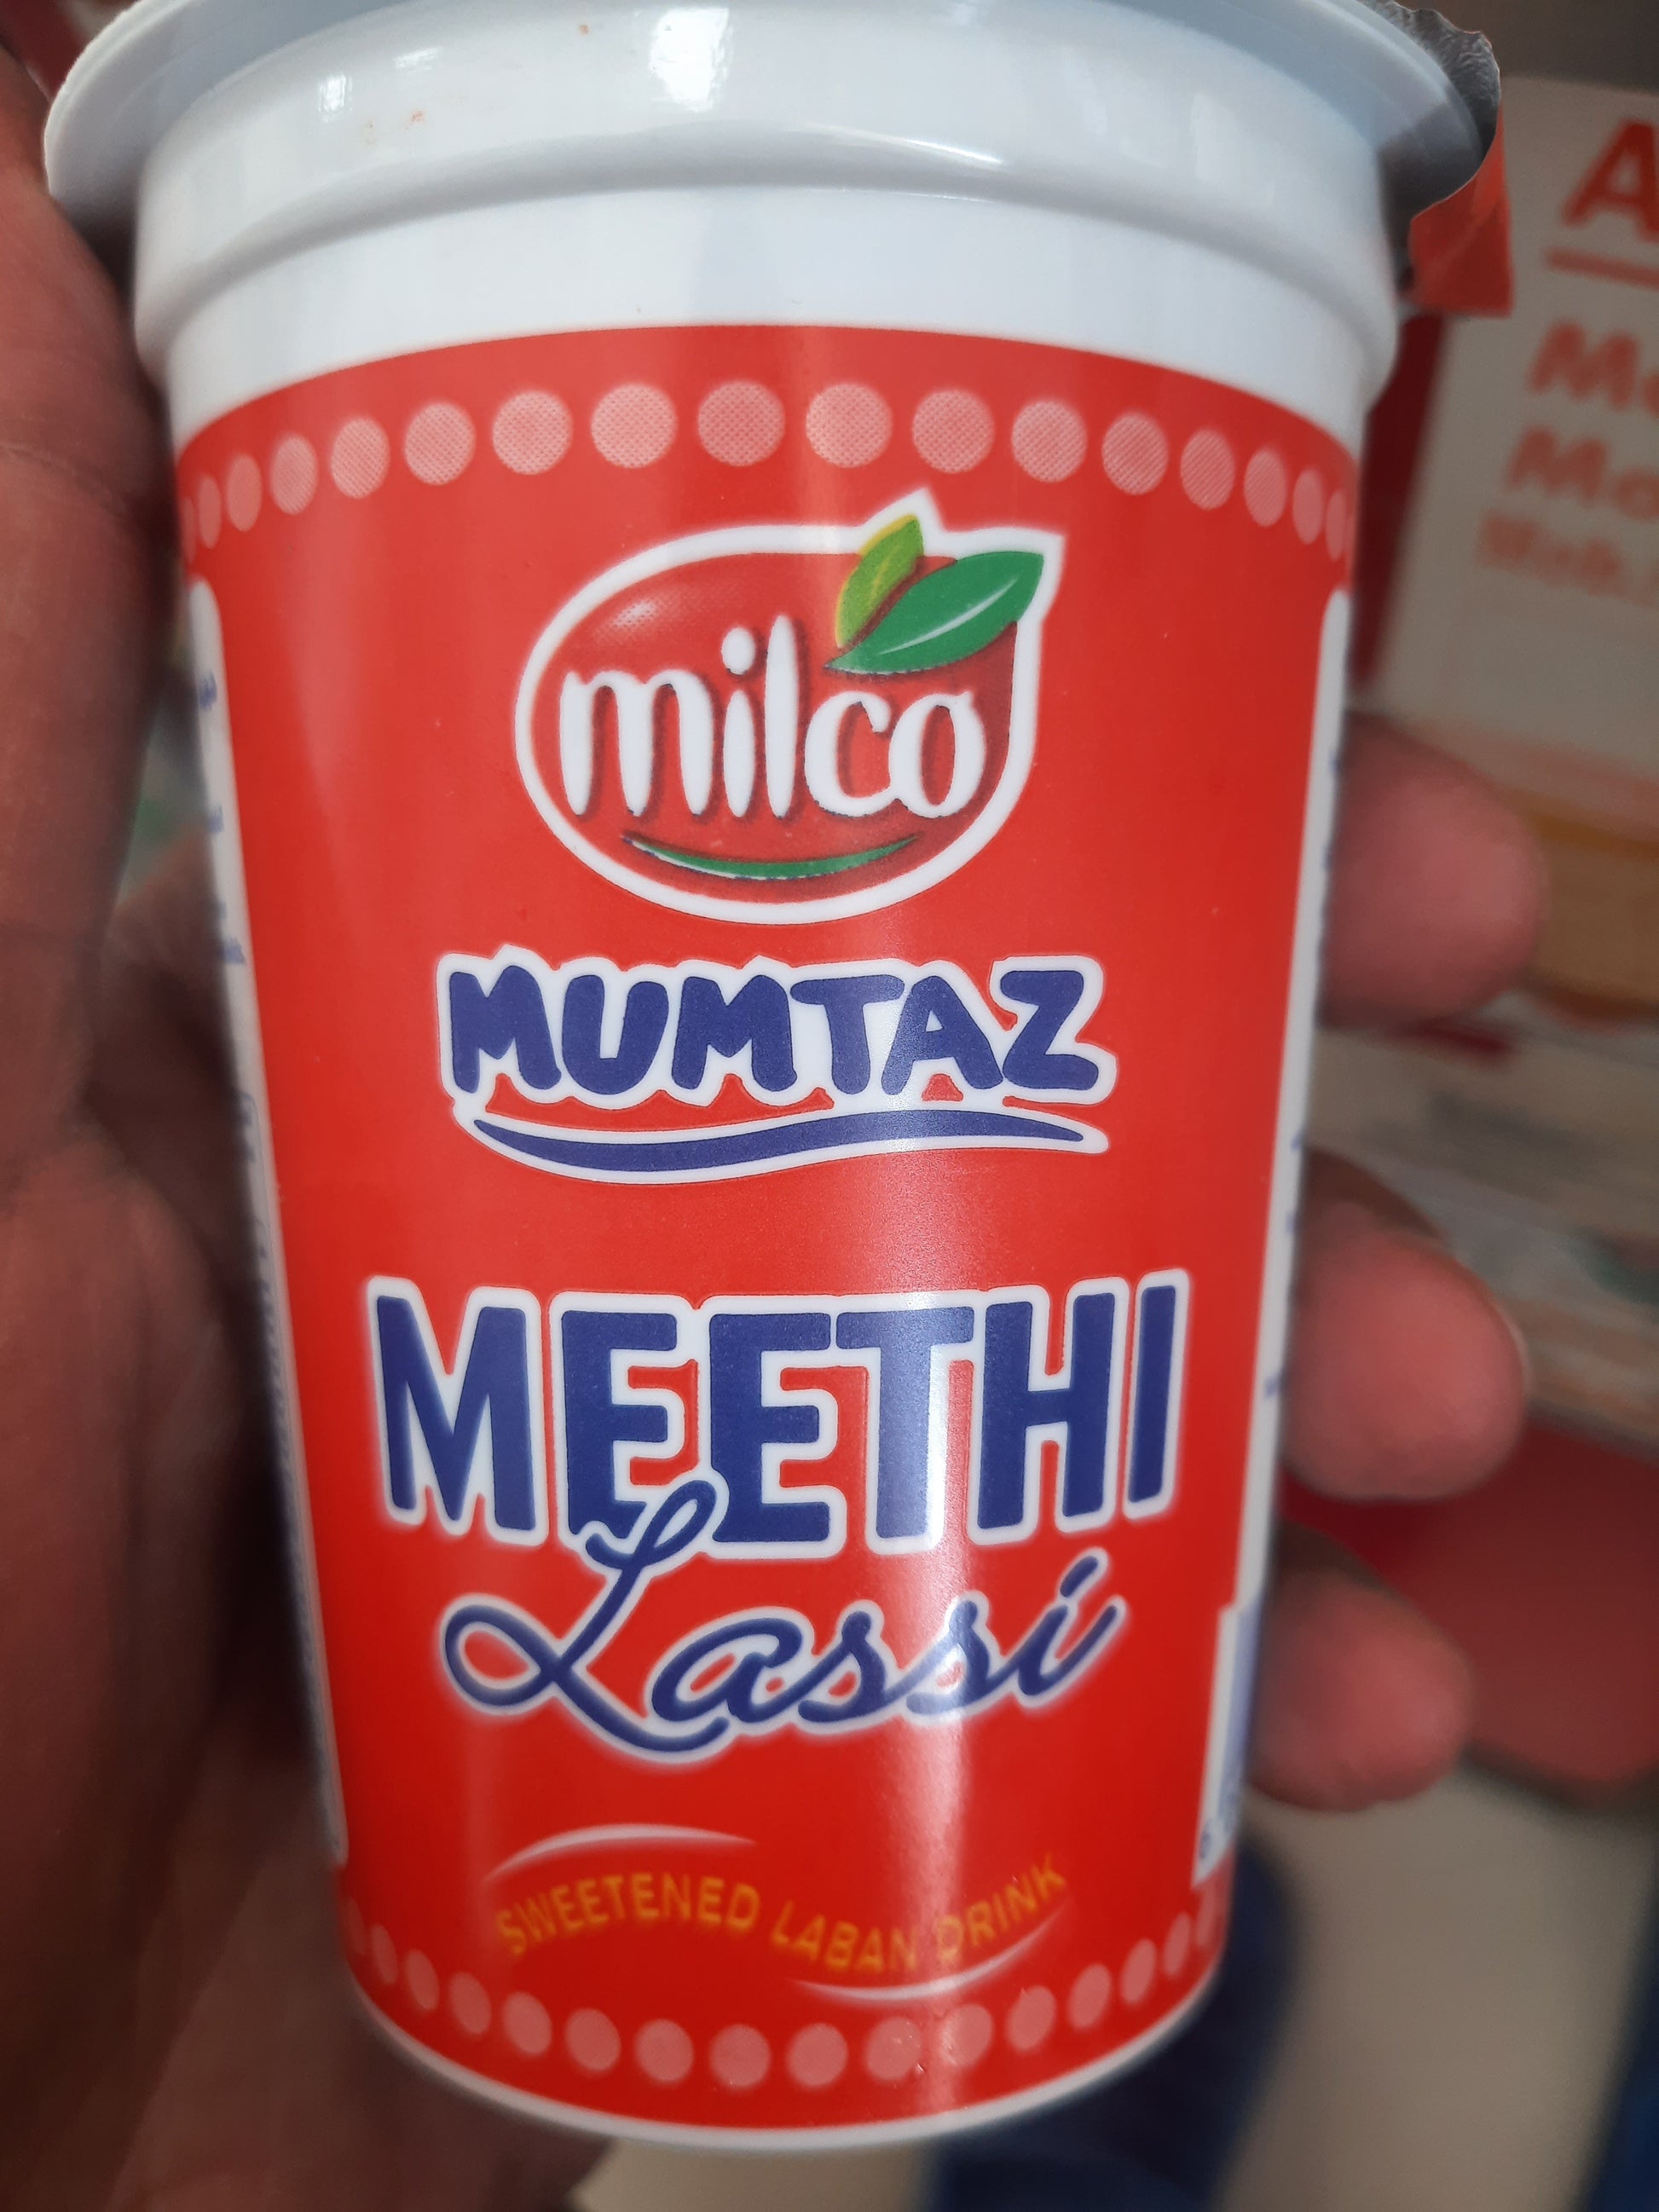 milco
MUMTAZ
MEETHI
Lassi
SWEETENED LABAN DRINK